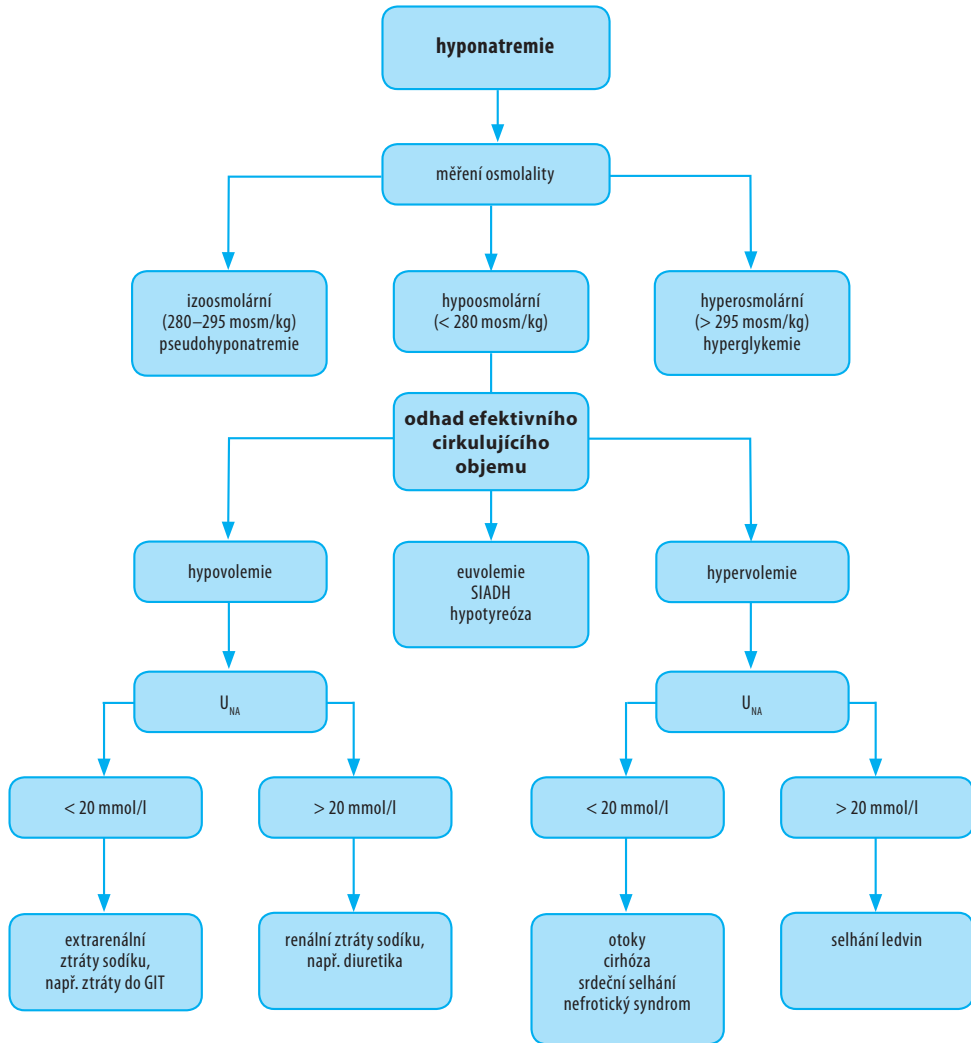 hyponatremie
měření osmolality
izoosmolární
(280–295 mosm/kg)
pseudohyponatremie
hypoosmolární
(< 280 mosm/kg)
hyperosmolární
(> 295 mosm/kg)
hyperglykemie
odhad efektivního
cirkulujícího
objemu
hypovolemie
euvolemie
SIADH
hypotyreóza
hypervolemie
U_NA
U_NA
< 20 mmol/l
> 20 mmol/l
< 20 mmol/l
> 20 mmol/l
extrarenální
ztráty sodíku,
např. ztráty do GIT
renální ztráty sodíku,
např. diuretika
otoky
cirhóza
srdeční selhání
nefrotický syndrom
selhání ledvin